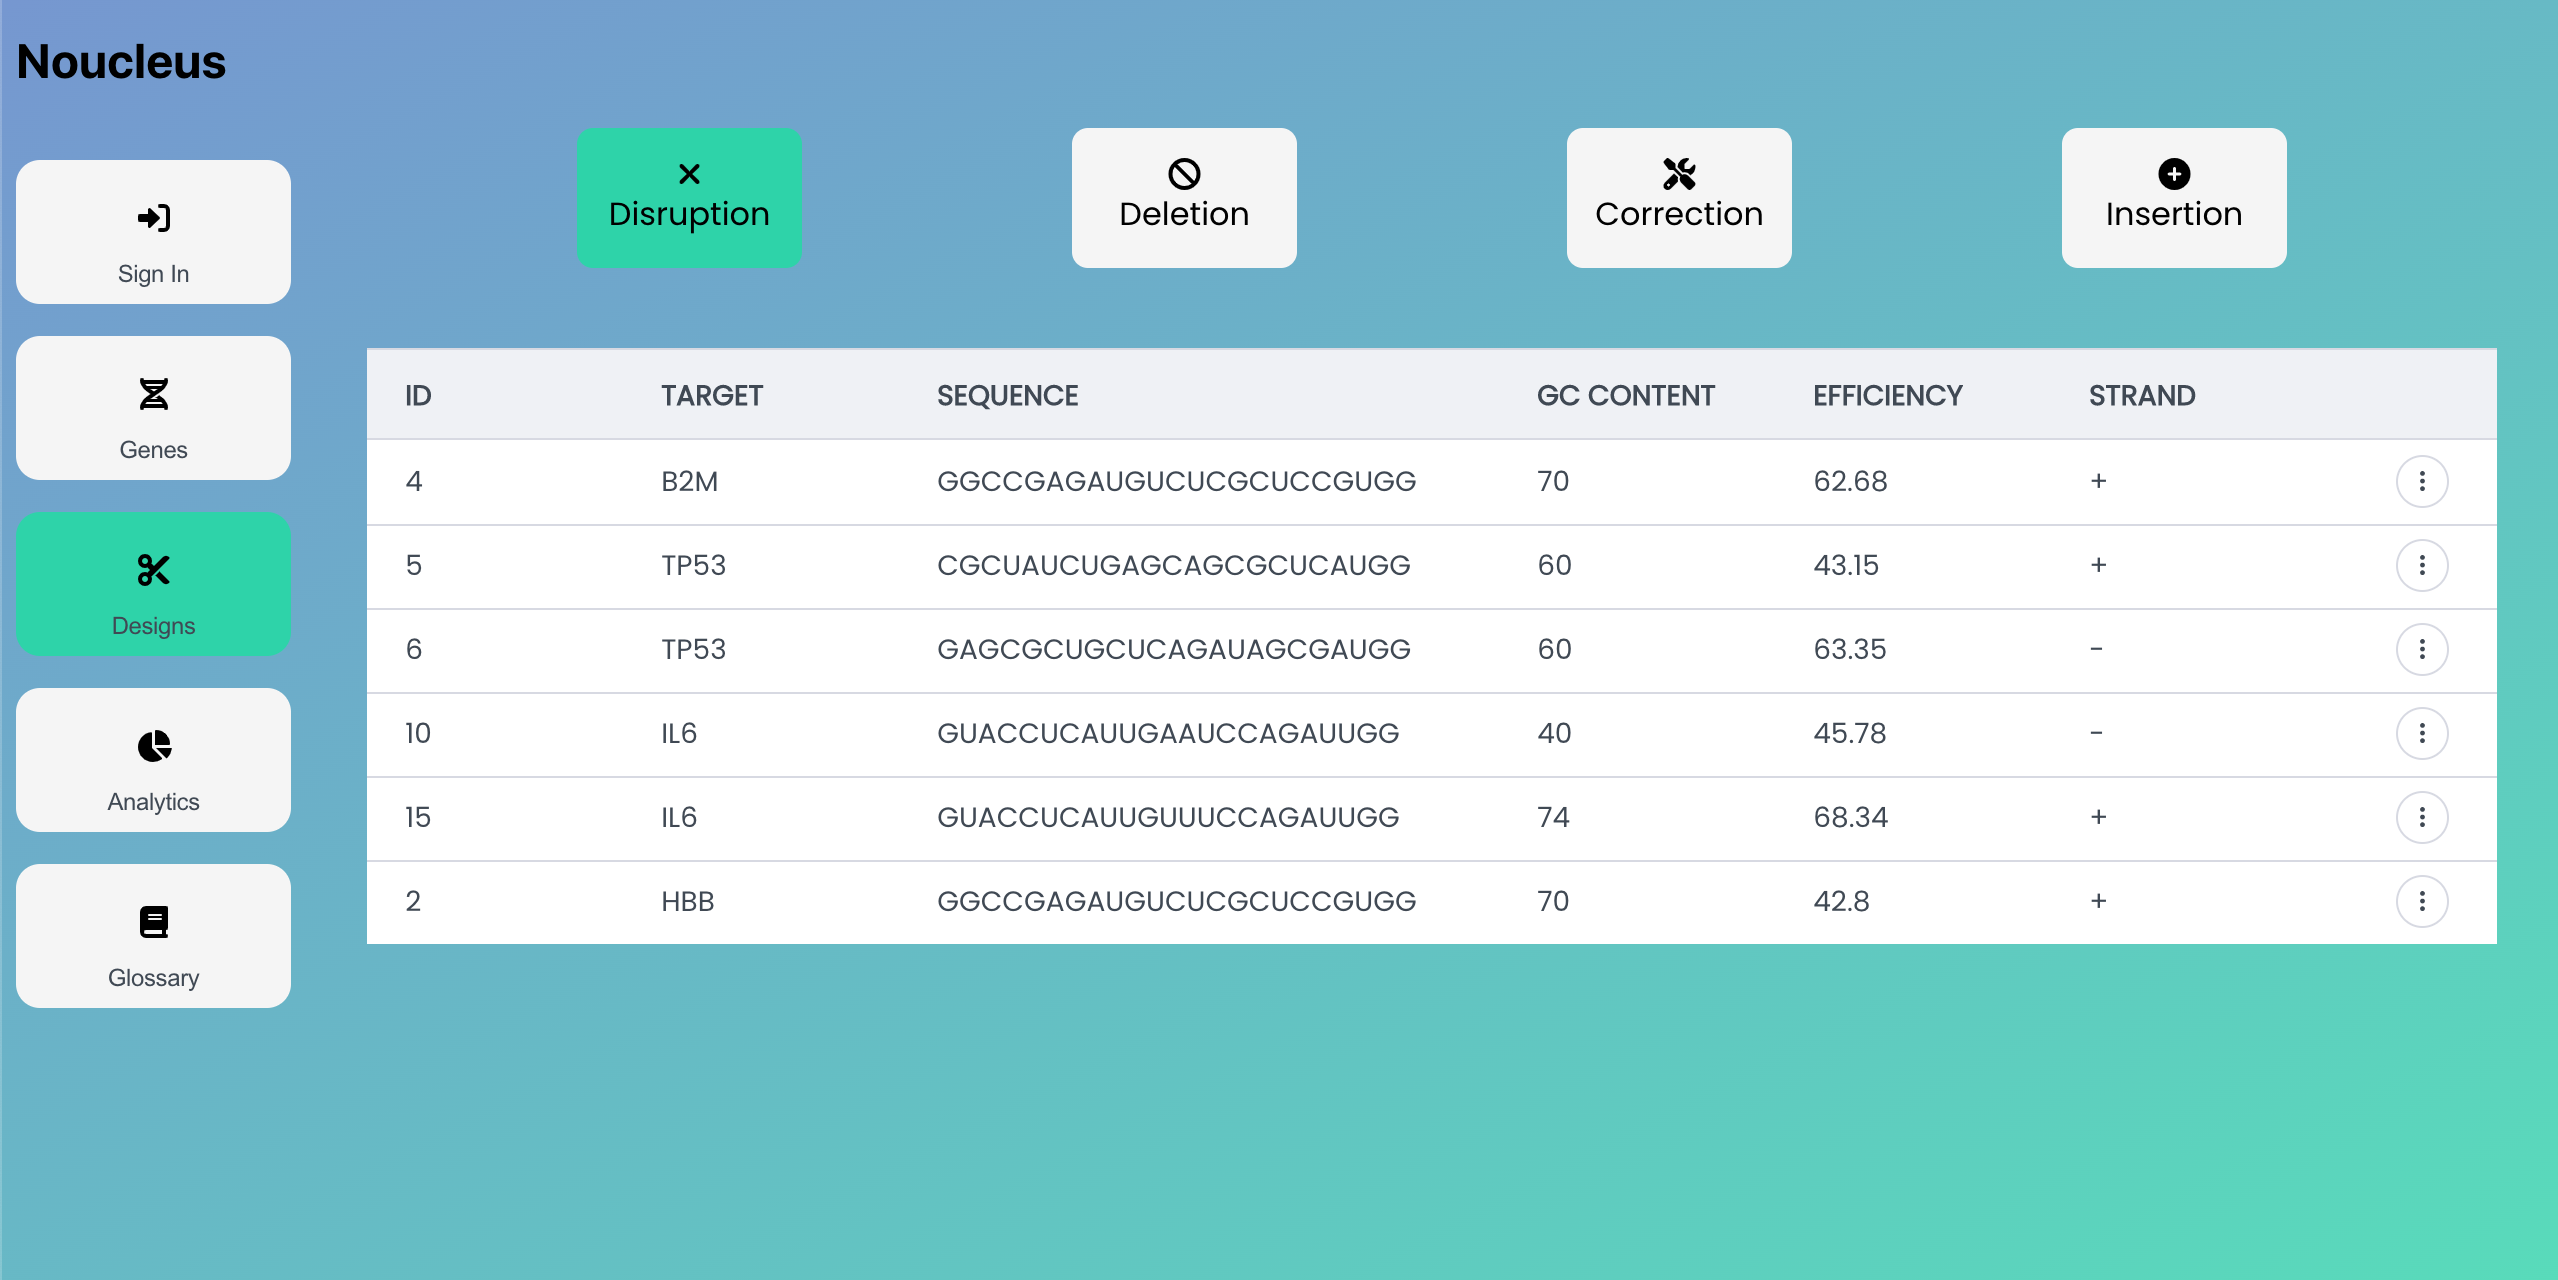 Noucleus
Sign In
Genes
Designs
Analytics
Glossary
Disruption
Deletion
Correction
Insertion
ID TARGET SEQUENCE GC CONTENT EFFICIENCY STRAND
4 B2M GGCCGAGAUGUCUCGCUCCGUGG 70 62.68 +
5 TP53 CGCUAUCUGAGCAGCGCUCAUGG 60 43.15 +
6 TP53 GAGCGCUGCUCAGAUAGCGAUGG 60 63.35 -
10 IL6 GUACCUCAUUGAAUCCAGAUUGG 40 45.78 -
15 IL6 GUACCUCAUUGUUUCCAGAUUGG 74 68.34 +
2 HBB GGCCGAGAUGUCUCGCUCCGUGG 70 42.8 +